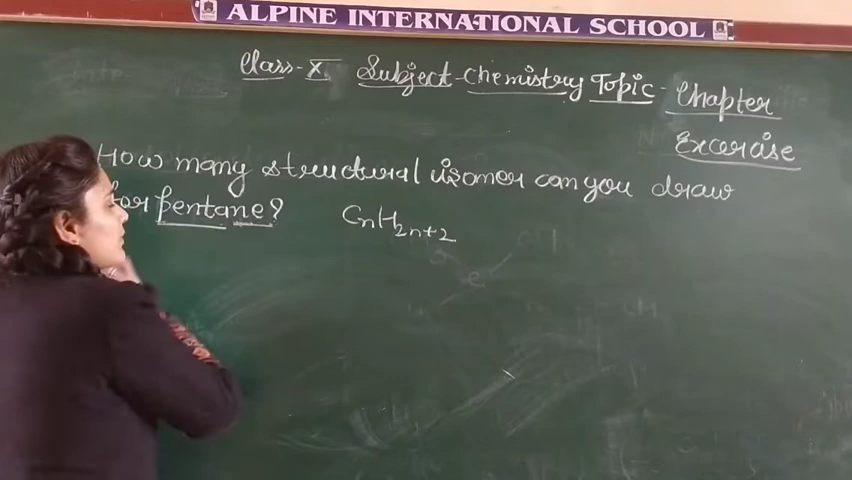 ALPINE INTERNATIONAL SCHOOL
Class-X Subject-Chemistry Topic-Chapter
Excercise
How many structural isomer can you draw
for pentane? CnH2n+2